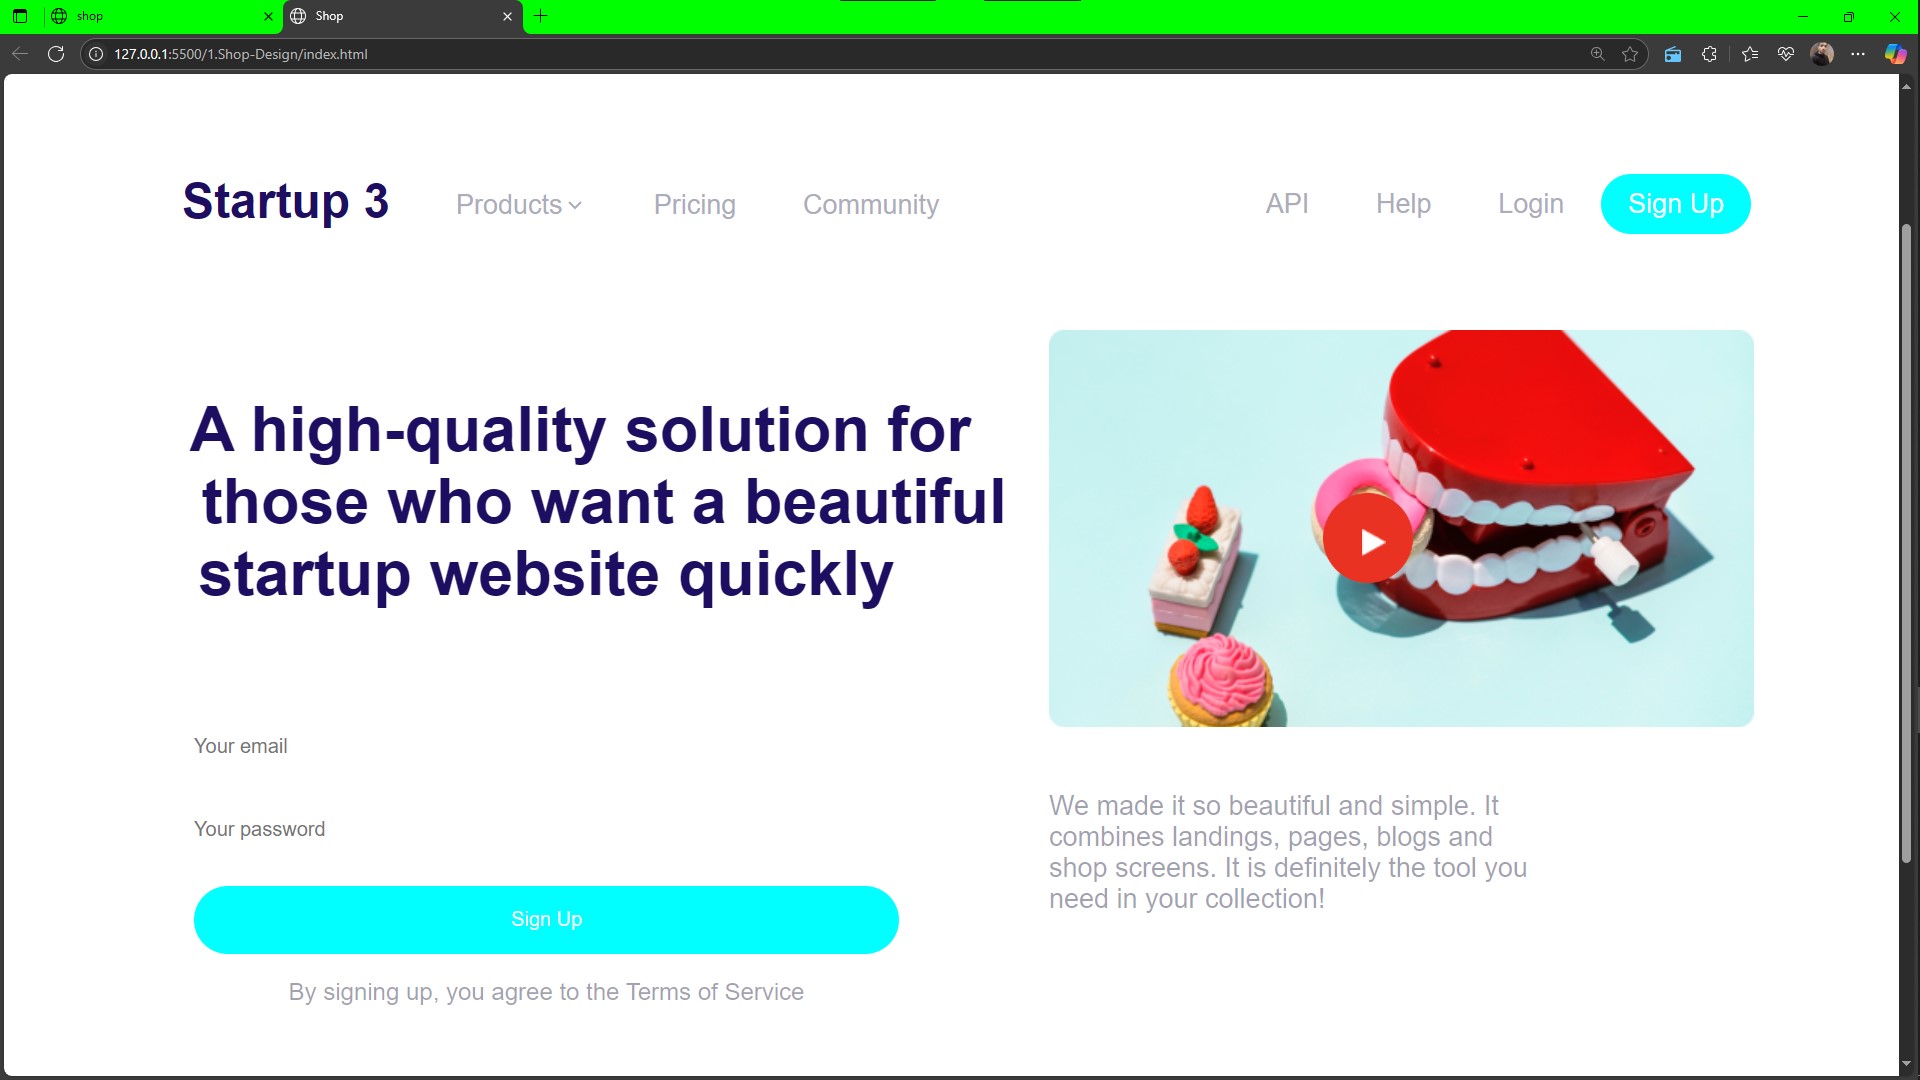 shop
Shop
127.0.0.1:5500/1.Shop-Design/index.html
Startup 3
Products
Pricing
Community
API
Help
Login
Sign Up
A high-quality solution for
those who want a beautiful
startup website quickly
Your email
Your password
Sign Up
By signing up, you agree to the Terms of Service
We made it so beautiful and simple. It
combines landings, pages, blogs and
shop screens. It is definitely the tool you
need in your collection!